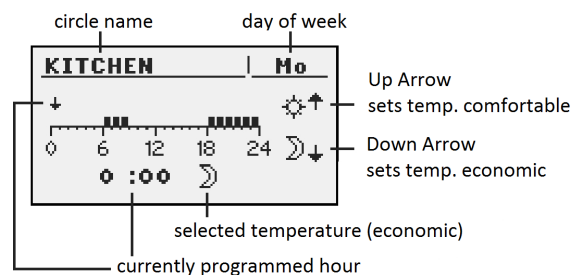 circle name
day of week
KITCHEN
Mo
Up Arrow
sets temp. comfortable
0 6 12 18 24
Down Arrow
sets temp. economic
0 :00
selected temperature (economic)
currently programmed hour